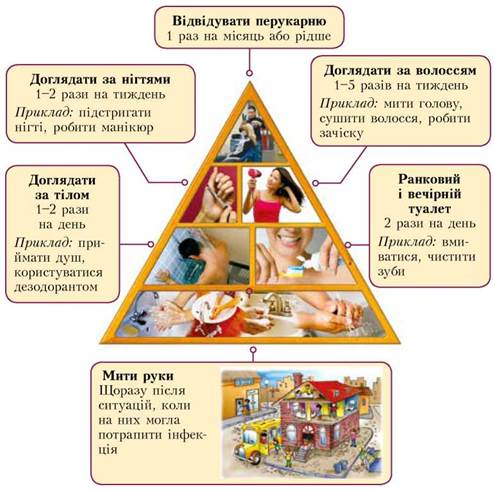 Відвідувати перукарню
1 раз на місяць або рідше
Доглядати за нігтями
1–2 рази на тиждень
Приклад: підстригати
нігті, робити манікюр
Доглядати за волоссям
1–5 разів на тиждень
Приклад: мити голову,
сушити волосся, робити
зачіску
Доглядати
за тілом
1–2 рази
на день
Приклад: при-
ймати душ,
користуватися
дезодорантом
Ранковий
і вечірній
туалет
2 рази на день
Приклад: вми-
ватися, чистити
зуби
Мити руки
Щоразу після
ситуацій, коли
на них могла
потрапити інфек-
ція